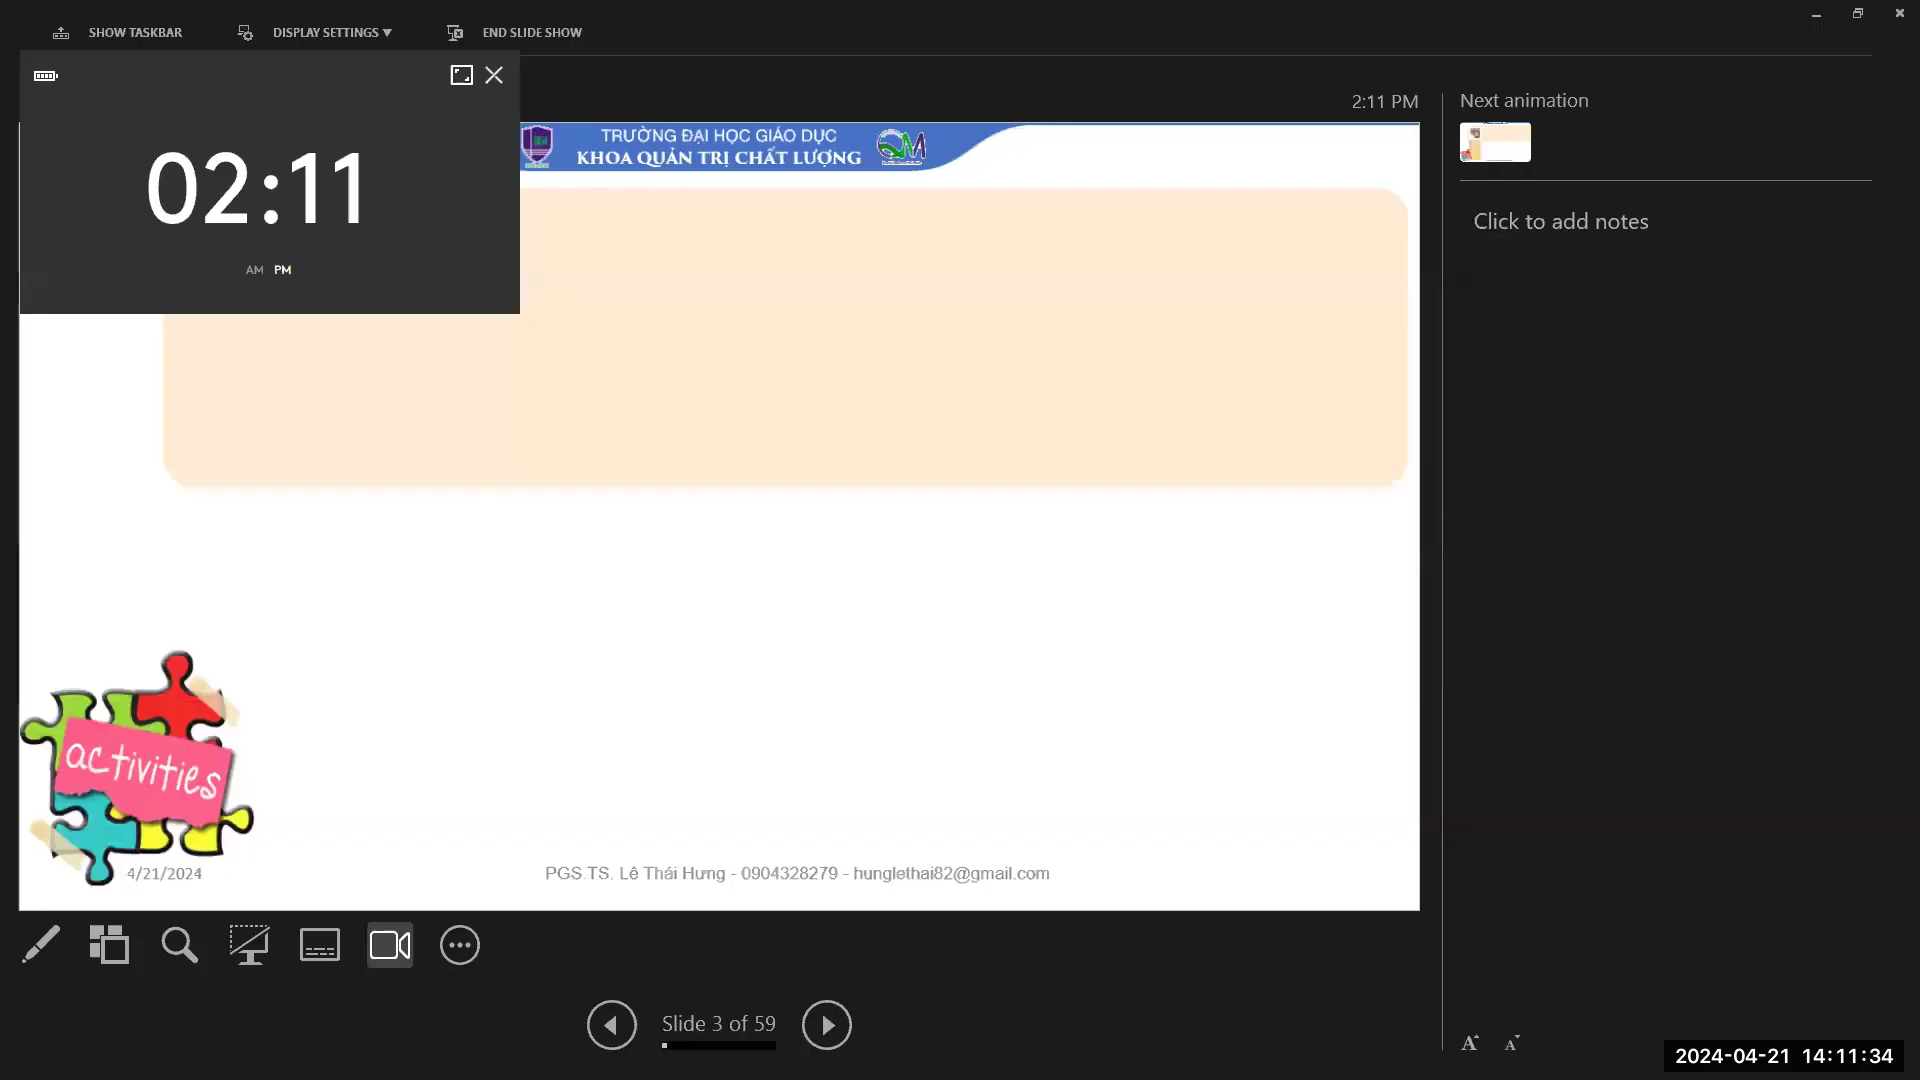 SHOW TASKBAR
DISPLAY SETTINGS
END SLIDE SHOW
02:11
AM PM
2:11 PM
TRƯỜNG ĐẠI HỌC GIÁO DỤC
KHOA QUẢN TRỊ CHẤT LƯỢNG
QM
activities
4/21/2024
PGS.TS. Lê Thái Hưng - 0904328279 - hunglethai82@gmail.com
Slide 3 of 59
Next animation
Click to add notes
A A
2024-04-21 14:11:34